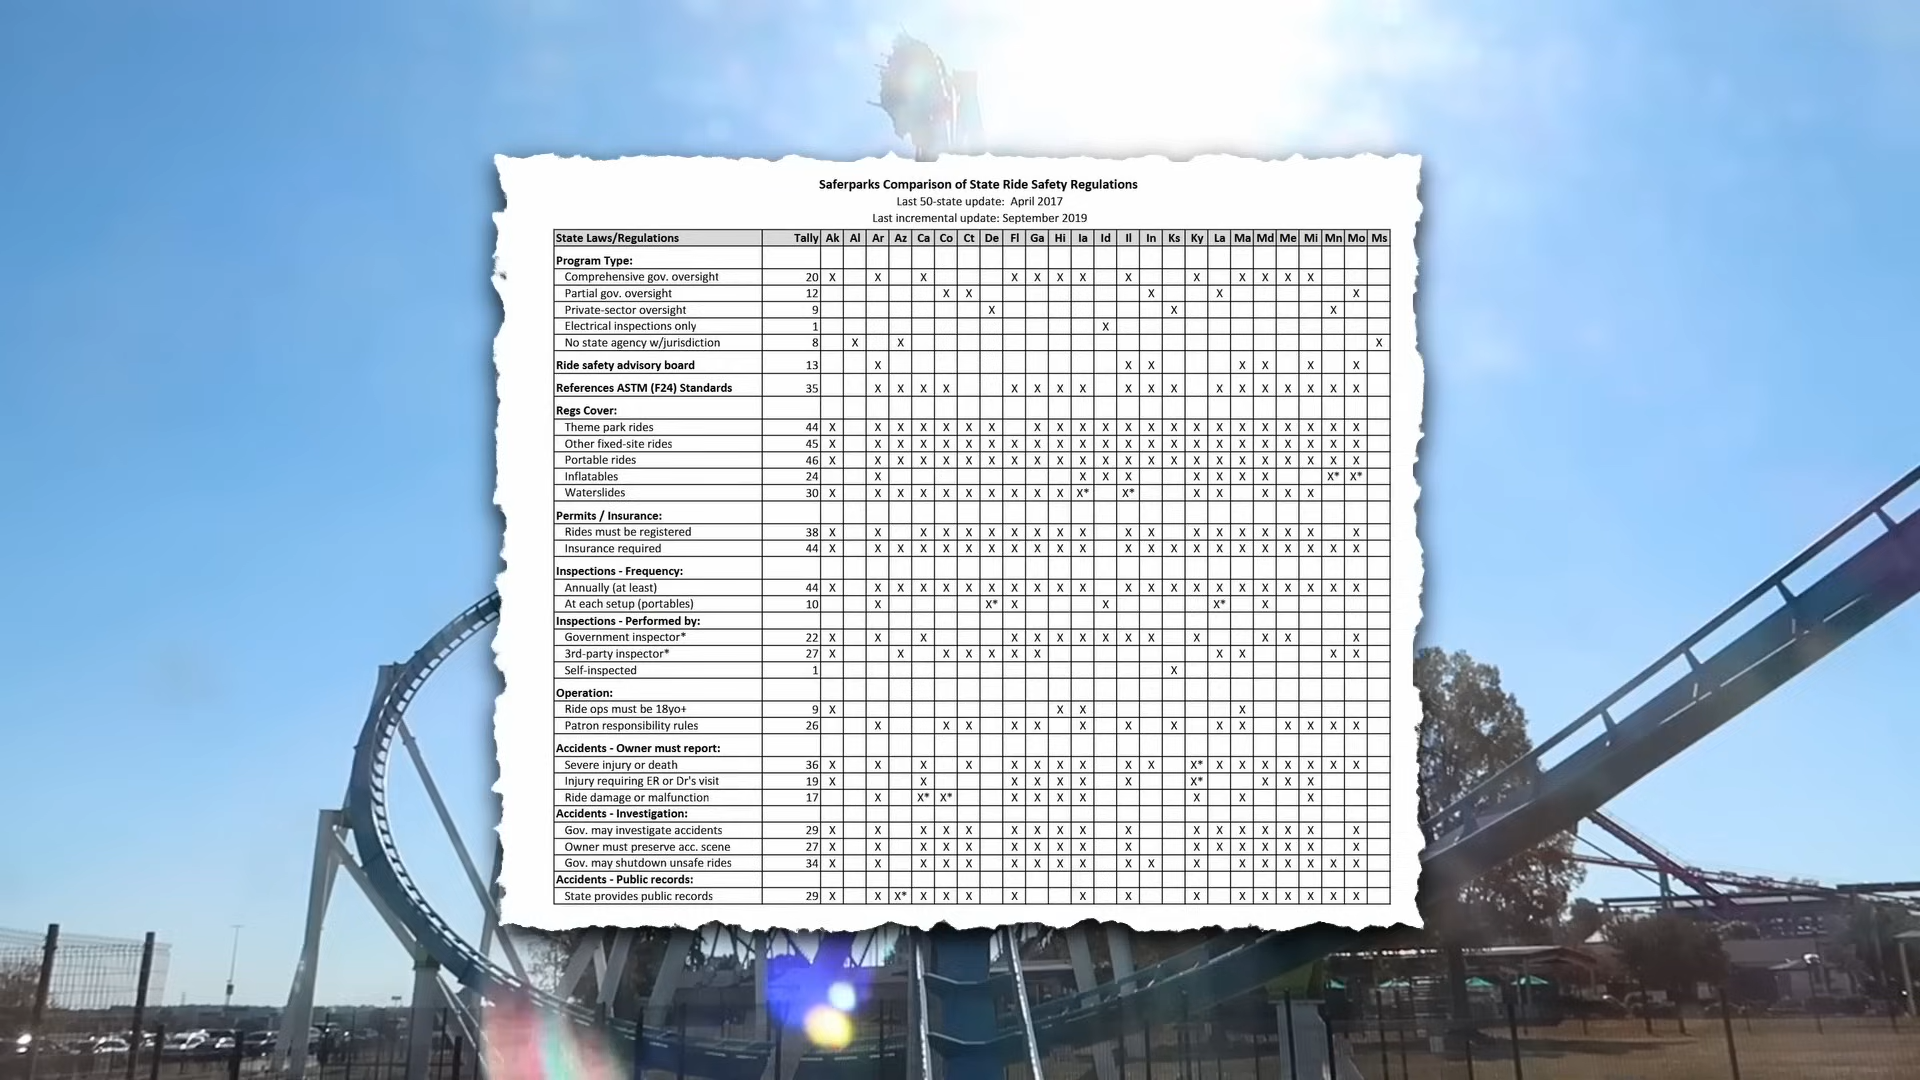 Saferparks Comparison of State Ride Safety Regulations
Last 50-state update: April 2017
Last incremental update: September 2019
State Laws/Regulations Tally Ak Al Ar Az Ca Co Ct De Fl Ga Hi Ia Id Il In Ks Ky La Ma Md Me Mi Mn Mo Ms
Program Type:
Comprehensive gov. oversight 20 X X X X X X X X X X X X X
Partial gov. oversight 12 X X X X X
Private-sector oversight 9 X X X
Electrical inspections only 1 X
No state agency w/jurisdiction 8 X X X
Ride safety advisory board 13 X X X X X X X
References ASTM (F24) Standards 35 X X X X X X X X X X X X X X X X X X
Regs Cover:
Theme park rides 44 X X X X X X X X X X X X X X X X X X X X X X
Other fixed-site rides 45 X X X X X X X X X X X X X X X X X X X X X X X
Portable rides 46 X X X X X X X X X X X X X X X X X X X X X X X
Inflatables 24 X X X X X X X X X* X*
Waterslides 30 X X X X X X X X X X X* X* X X X X X
Permits / Insurance:
Rides must be registered 38 X X X X X X X X X X X X X X X X X X X
Insurance required 44 X X X X X X X X X X X X X X X X X X X X X X
Inspections - Frequency:
Annually (at least) 44 X X X X X X X X X X X X X X X X X X X X X X
At each setup (portables) 10 X X* X X X* X
Inspections - Performed by:
Government inspector* 22 X X X X X X X X X X X X X X
3rd-party inspector* 27 X X X X X X X X X X X
Self-inspected 1 X
Operation:
Ride ops must be 18yo+ 9 X X X X
Patron responsibility rules 26 X X X X X X X X X X X X X X
Accidents - Owner must report:
Severe injury or death 36 X X X X X X X X X X X* X X X X X X X
Injury requiring ER or Dr's visit 19 X X X X X X X X* X X X
Ride damage or malfunction 17 X X* X* X X X X X X X
Accidents - Investigation:
Gov. may investigate accidents 29 X X X X X X X X X X X X X X X X X
Owner must preserve acc. scene 27 X X X X X X X X X X X X X X X X X
Gov. may shutdown unsafe rides 34 X X X X X X X X X X X X X X X X X X
Accidents - Public records:
State provides public records 29 X X X* X X X X X X X X X X X X X